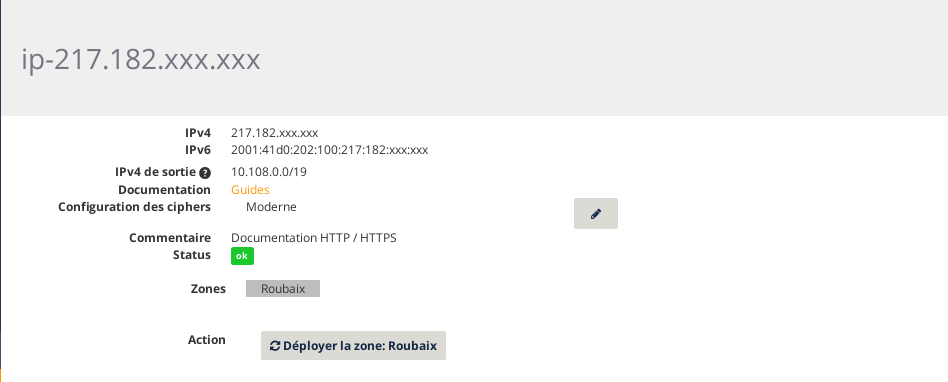 ip-217.182.xxx.xxx
IPv4 217.182.xxx.xxx
IPv6 2001:41d0:202:100:217:182:xxx:xxx
IPv4 de sortie ? 10.108.0.0/19
Documentation Guides
Configuration des ciphers Moderne
Commentaire Documentation HTTP / HTTPS
Status ok
Zones Roubaix
Action Déployer la zone: Roubaix